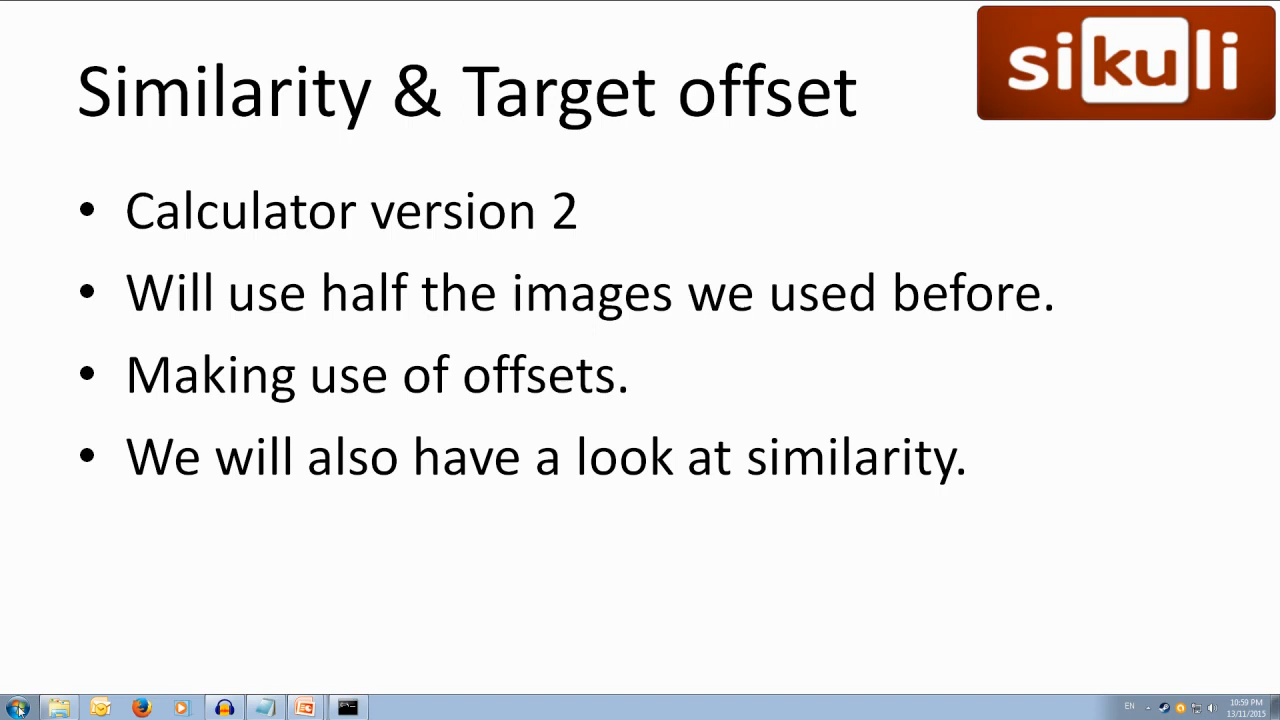 sikuli
Similarity & Target offset
• Calculator version 2
• Will use half the images we used before.
• Making use of offsets.
• We will also have a look at similarity.
EN
10:59 PM
13/11/2015